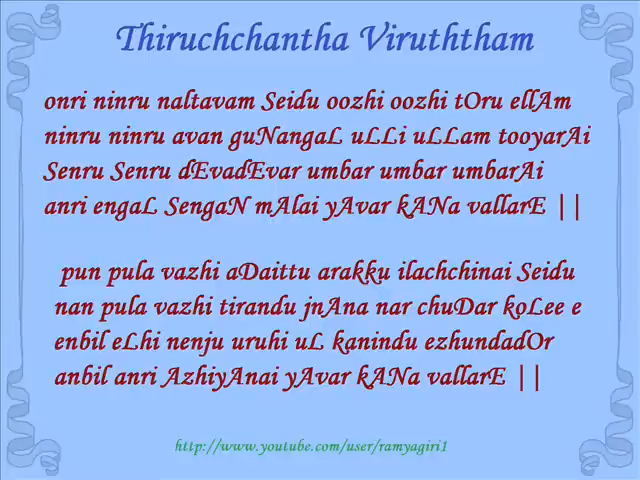 Thiruchchantha Viruththam
onri ninru naltavam Seidu oozhi oozhi tOru ellAm
ninru ninru avan guNangaL uLLi uLLam tooyarAi
Senru Senru dEvadEvar umbar umbar umbarAi
anri engaL SengaN mAlai yAvar kANa vallarE ||
pun pula vazhi aDaittu arakku ilachchinai Seidu
nan pula vazhi tirandu jnAna nar chuDar koLee e
enbil eLhi nenju uruhi uL kanindu ezhundadOr
anbil anri AzhiyAnai yAvar kANa vallarE ||
http://www.youtube.com/user/ramyagiri1